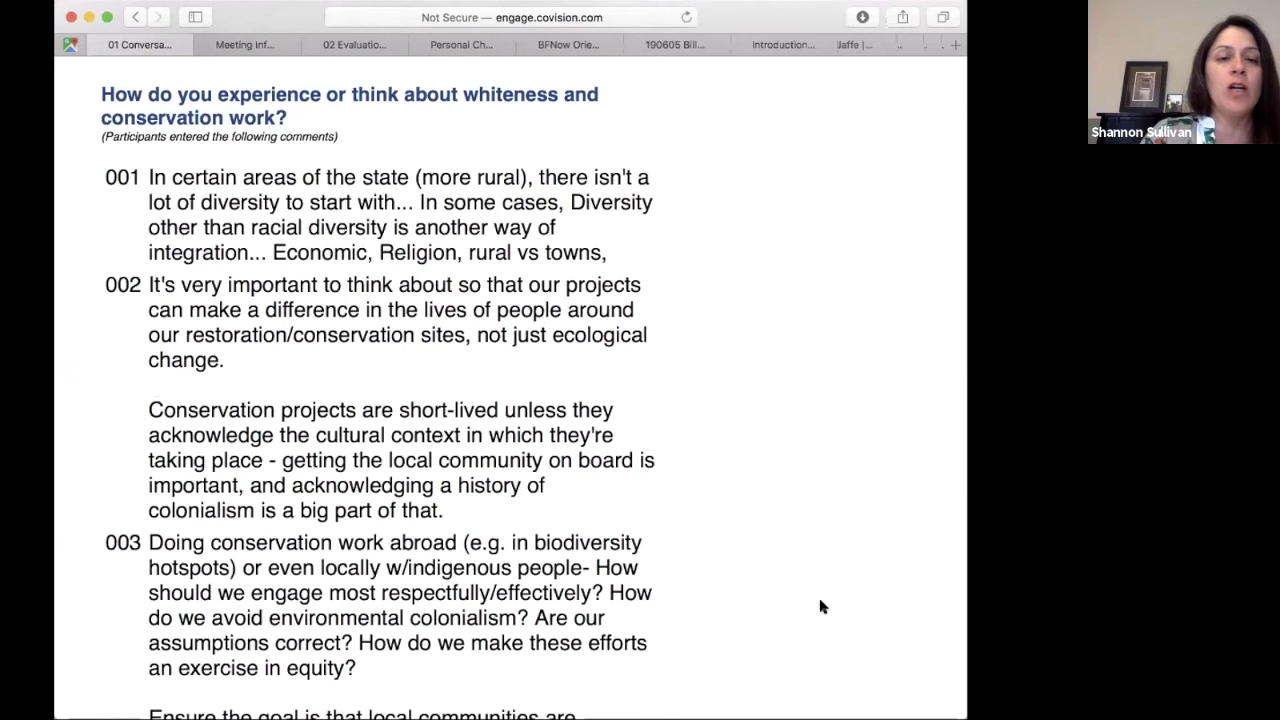 Not Secure — engage.covision.com
01 Conversa...
Meeting Inf...
02 Evaluatio...
Personal Ch...
BFNow Orie...
190605 Bill...
Introduction...
Jaffe |...
How do you experience or think about whiteness and
conservation work?
(Participants entered the following comments)
001 In certain areas of the state (more rural), there isn't a
lot of diversity to start with... In some cases, Diversity
other than racial diversity is another way of
integration... Economic, Religion, rural vs towns,
002 It's very important to think about so that our projects
can make a difference in the lives of people around
our restoration/conservation sites, not just ecological
change.
Conservation projects are short-lived unless they
acknowledge the cultural context in which they're
taking place - getting the local community on board is
important, and acknowledging a history of
colonialism is a big part of that.
003 Doing conservation work abroad (e.g. in biodiversity
hotspots) or even locally w/indigenous people- How
should we engage most respectfully/effectively? How
do we avoid environmental colonialism? Are our
assumptions correct? How do we make these efforts
an exercise in equity?
Ensure the goal is that local communities are
Shannon Sullivan